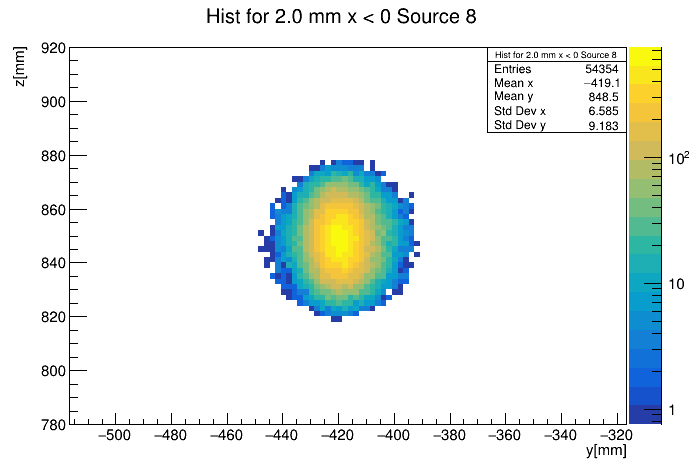 Hist for 2.0 mm x < 0 Source 8
z[mm]
920
900
880
860
840
820
800
780
Hist for 2.0 mm x < 0 Source 8
Entries 54354
Mean x −419.1
Mean y 848.5
Std Dev x 6.585
Std Dev y 9.183
10²
10
1
−500 −480 −460 −440 −420 −400 −380 −360 −340 −320
y[mm]